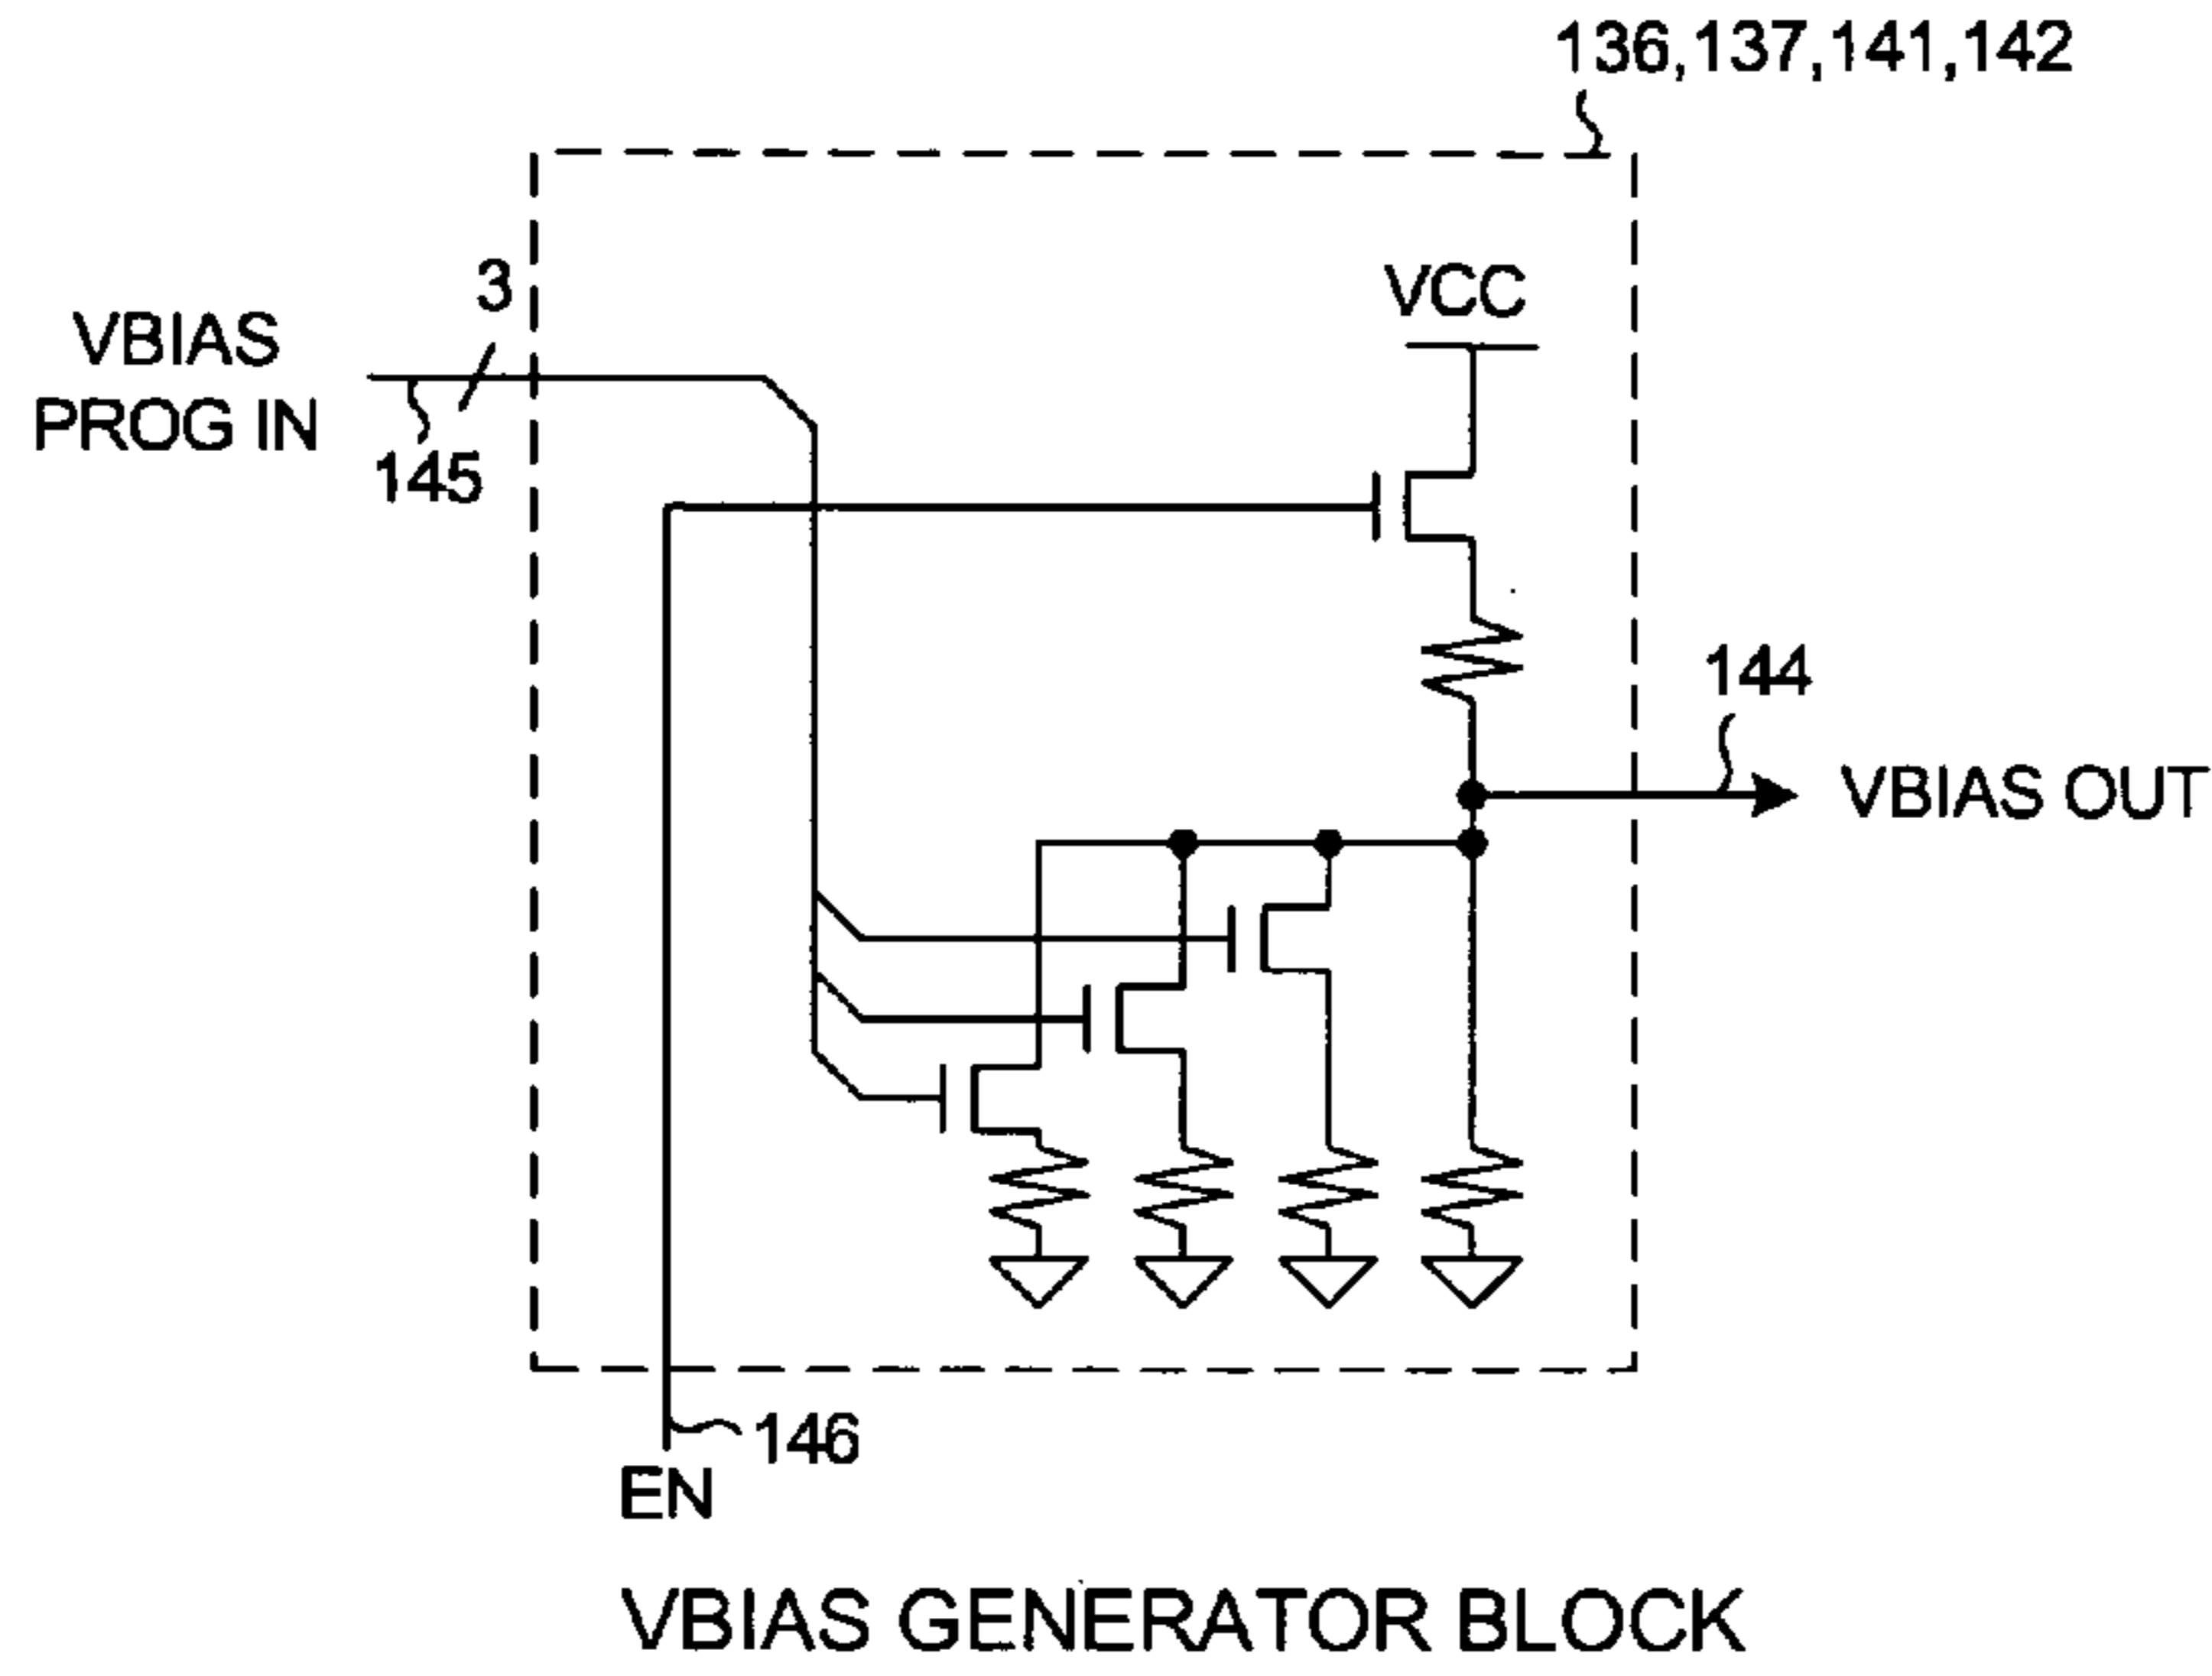 136,137,141,142
3
VBIAS
PROG IN
145
VCC
144
VBIAS OUT
146
EN
VBIAS GENERATOR BLOCK